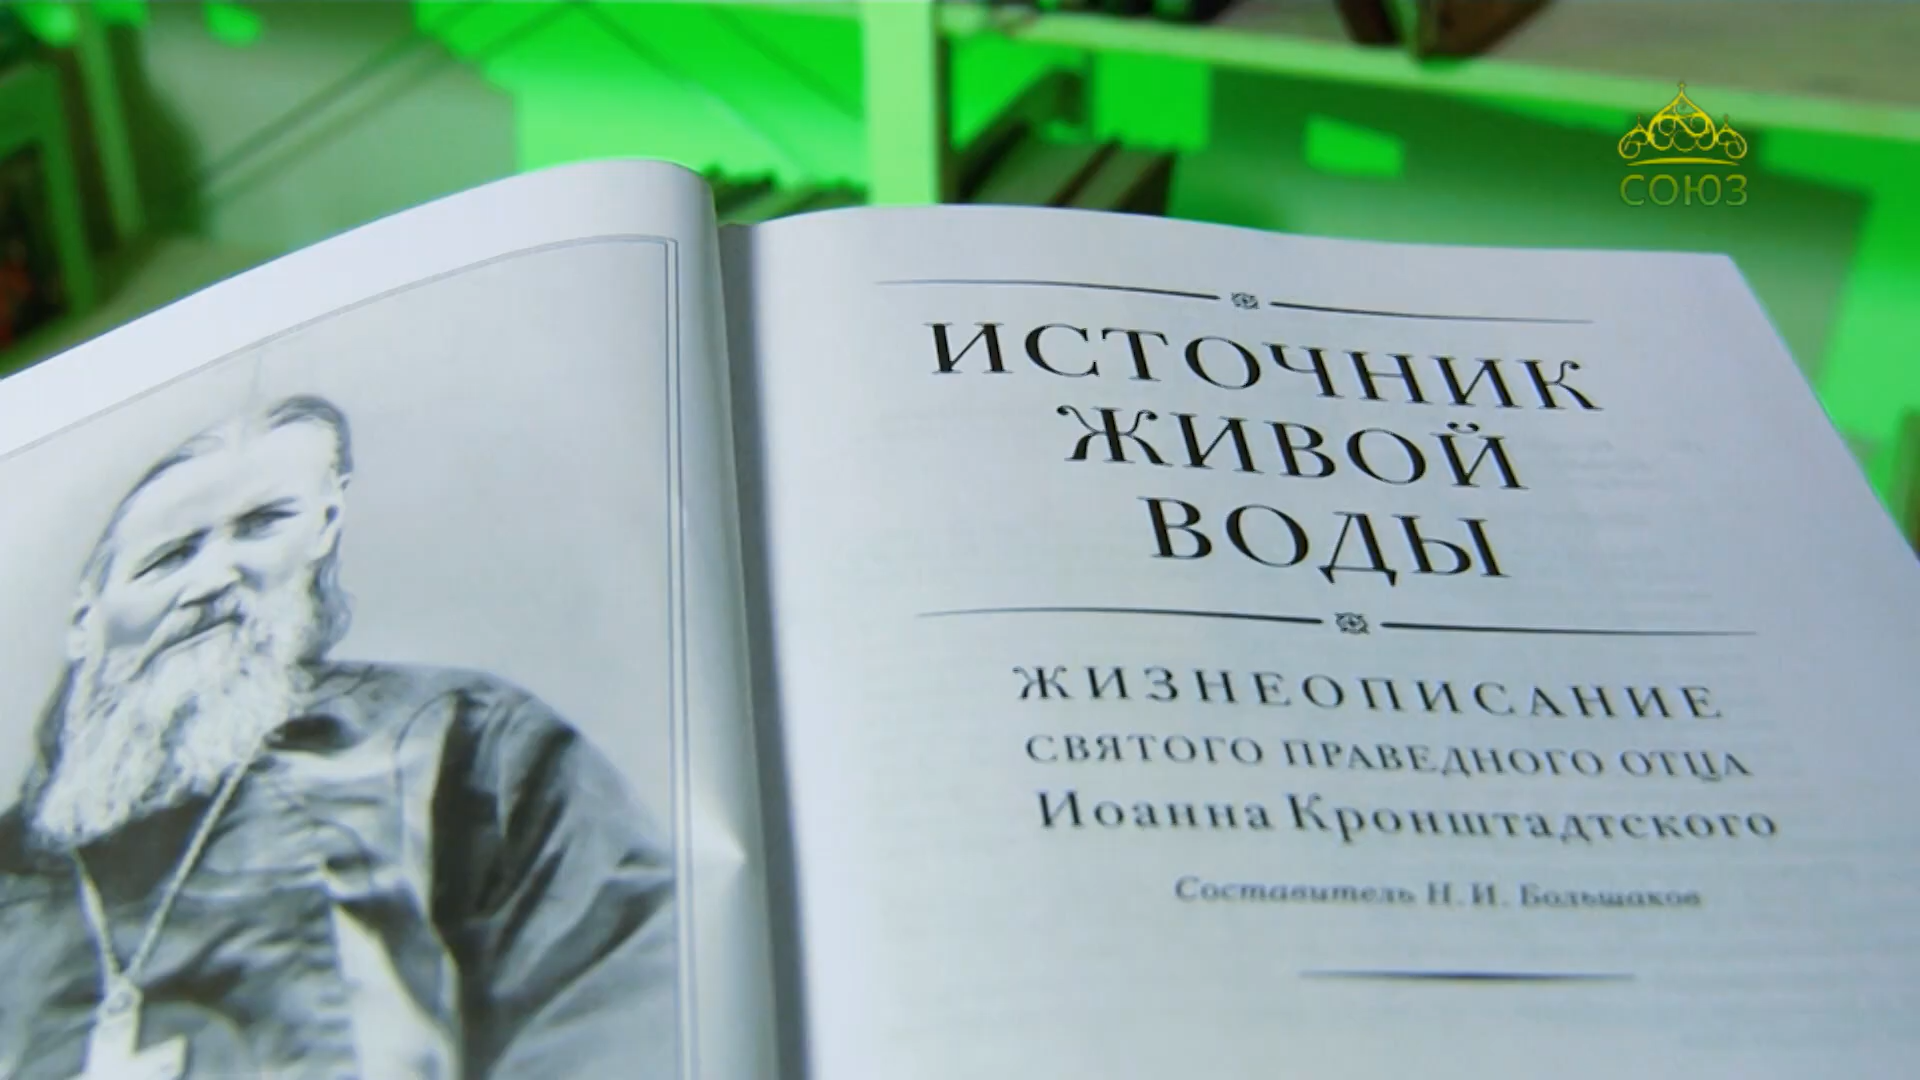 СОЮЗ
ИСТОЧНИК
ЖИВОЙ
ВОДЫ
ЖИЗНЕОПИСАНИЕ
СВЯТОГО ПРАВЕДНОГО ОТЦА
Иоанна Кронштадтского
Составитель Н. И. Большаков